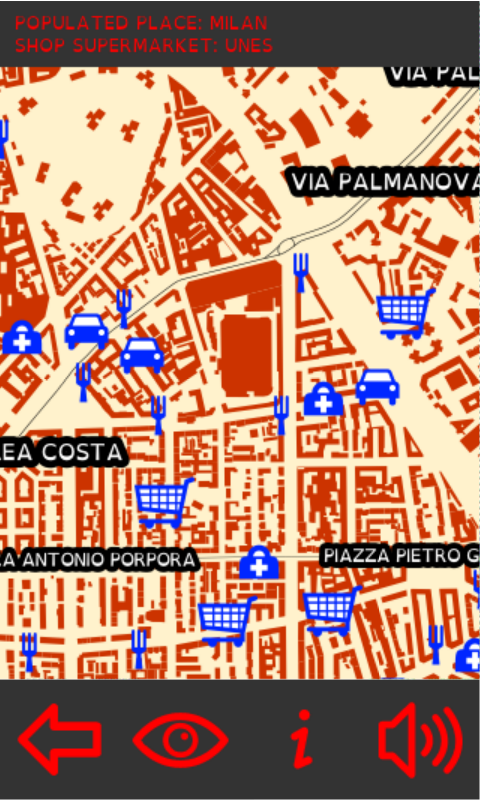 POPULATED PLACE: MILAN
SHOP SUPERMARKET: UNES
VIA PAL
VIA PALMANOVA
EA COSTA
A ANTONIO PORPORA
PIAZZA PIETRO G